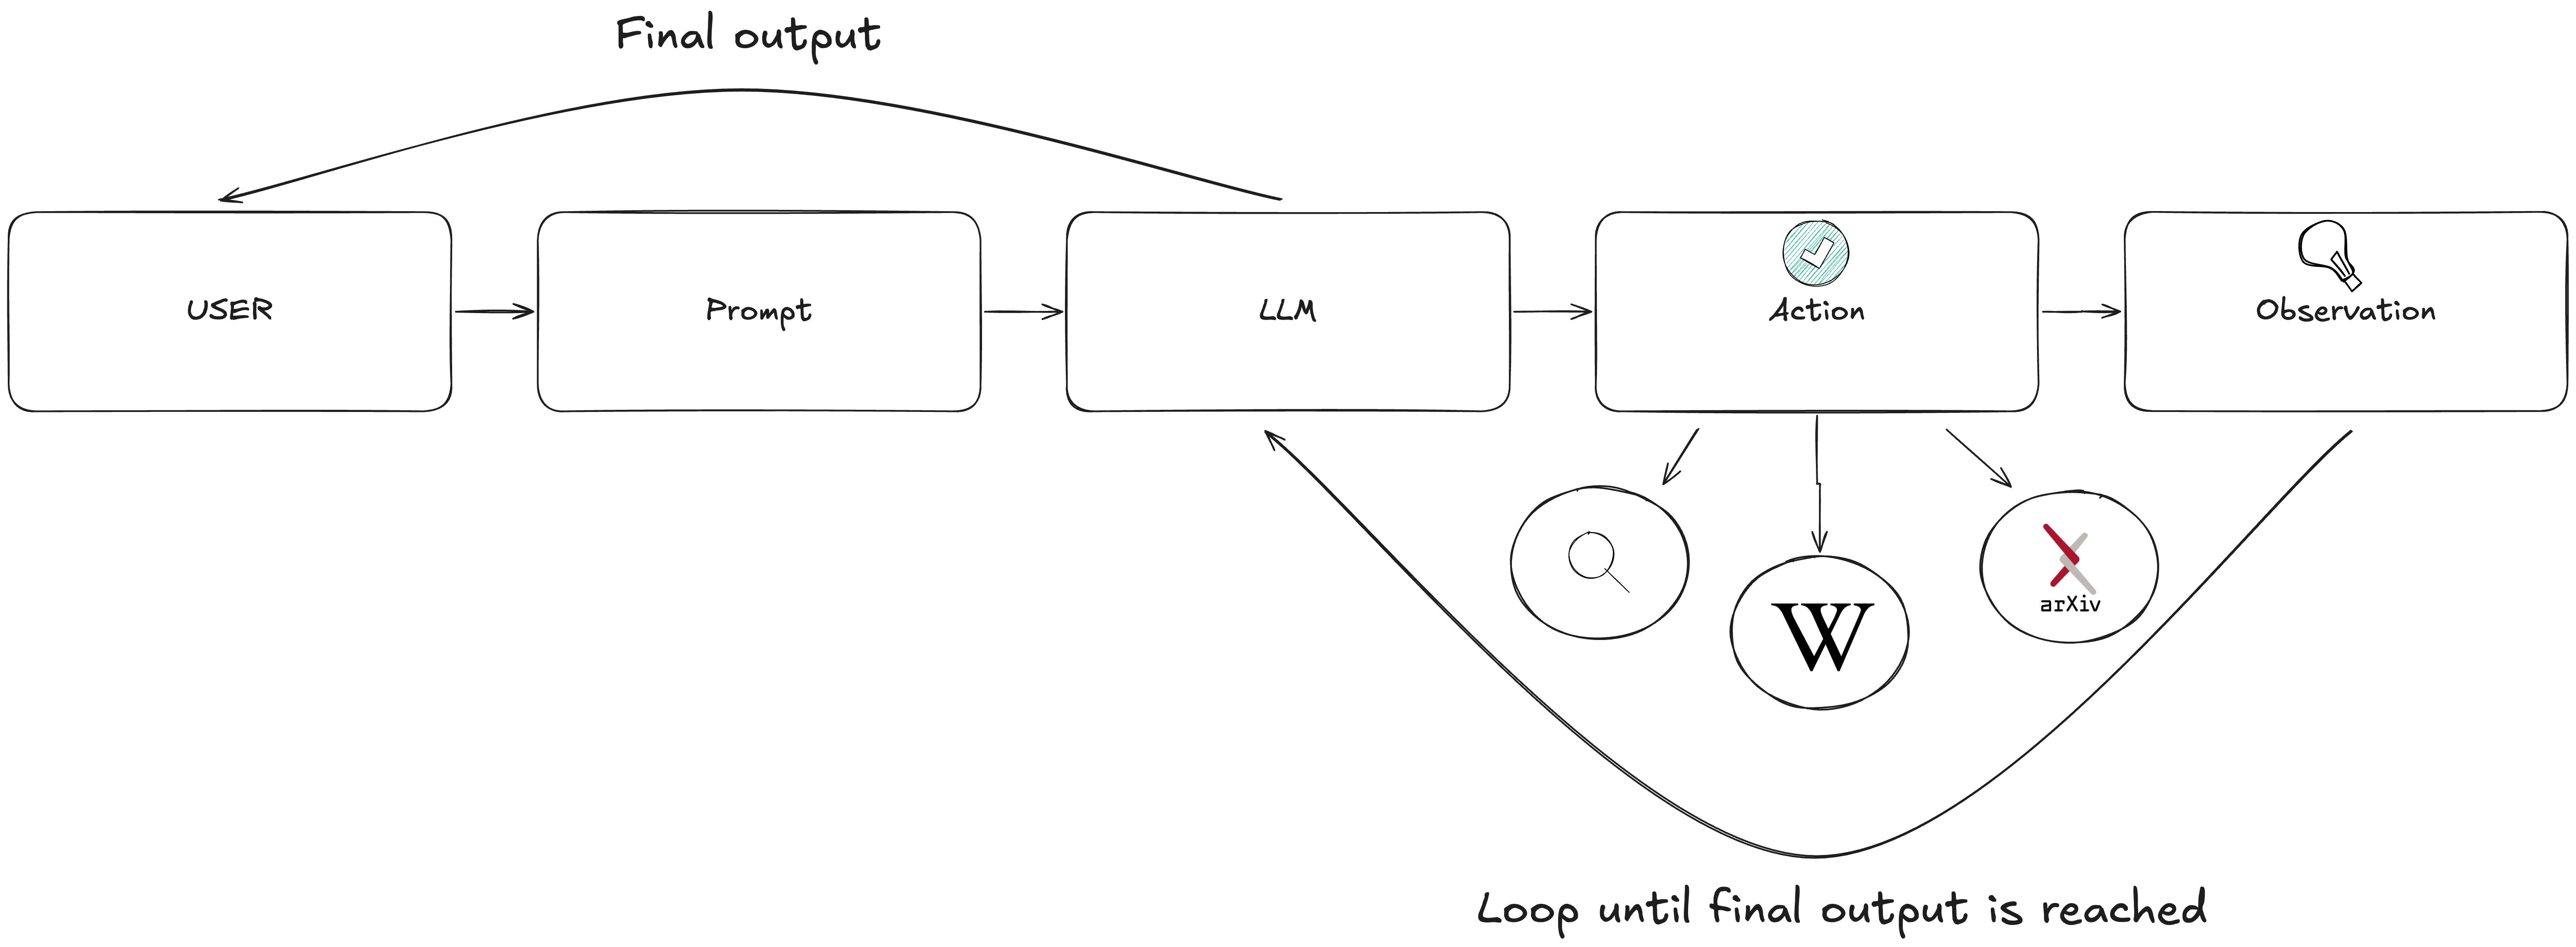 Final output
USER
Prompt
LLM
Action
Observation
W
arXiv
Loop until final output is reached